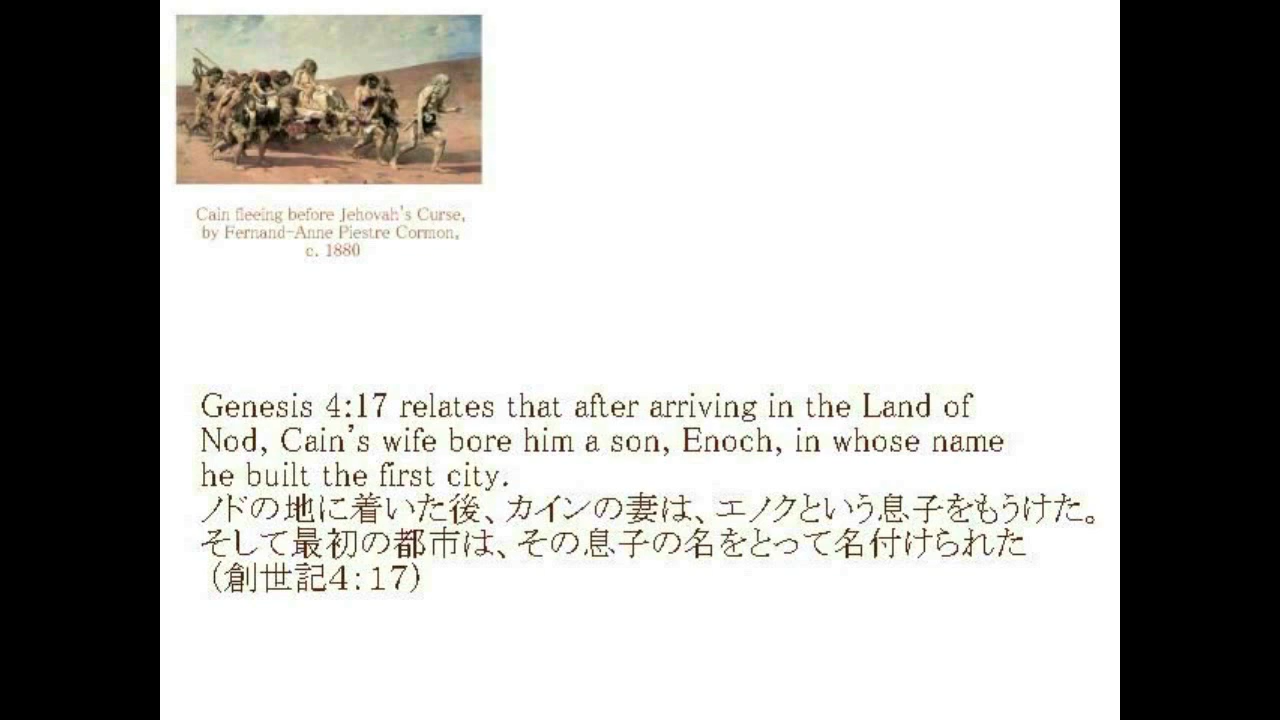 Cain fleeing before Jehovah's Curse,
by Fernand-Anne Piestre Cormon,
c. 1880
Genesis 4:17 relates that after arriving in the Land of
Nod, Cain's wife bore him a son, Enoch, in whose name
he built the first city.
ノドの地に着いた後、カインの妻は、エノクという息子をもうけた。
そして最初の都市は、その息子の名をとって名付けられた
（創世記4：17）